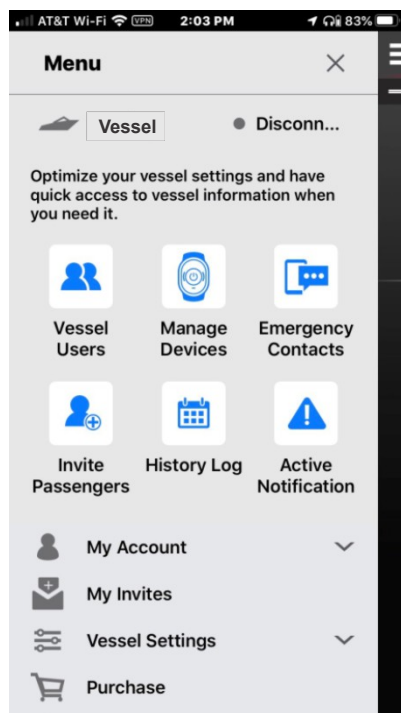 AT&T Wi-Fi VPN 2:03 PM 83%
Menu
Vessel Disconn...
Optimize your vessel settings and have
quick access to vessel information when
you need it.
Vessel Users
Manage Devices
Emergency Contacts
Invite Passengers
History Log
Active Notification
My Account
My Invites
Vessel Settings
Purchase